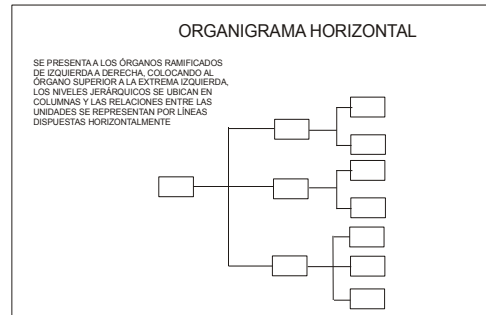 ORGANIGRAMA HORIZONTAL
SE PRESENTA A LOS ÓRGANOS RAMIFICADOS
DE IZQUIERDA A DERECHA, COLOCANDO AL
ÓRGANO SUPERIOR A LA EXTREMA IZQUIERDA,
LOS NIVELES JERÁRQUICOS SE UBICAN EN
COLUMNAS Y LAS RELACIONES ENTRE LAS
UNIDADES SE REPRESENTAN POR LÍNEAS
DISPUESTAS HORIZONTALMENTE